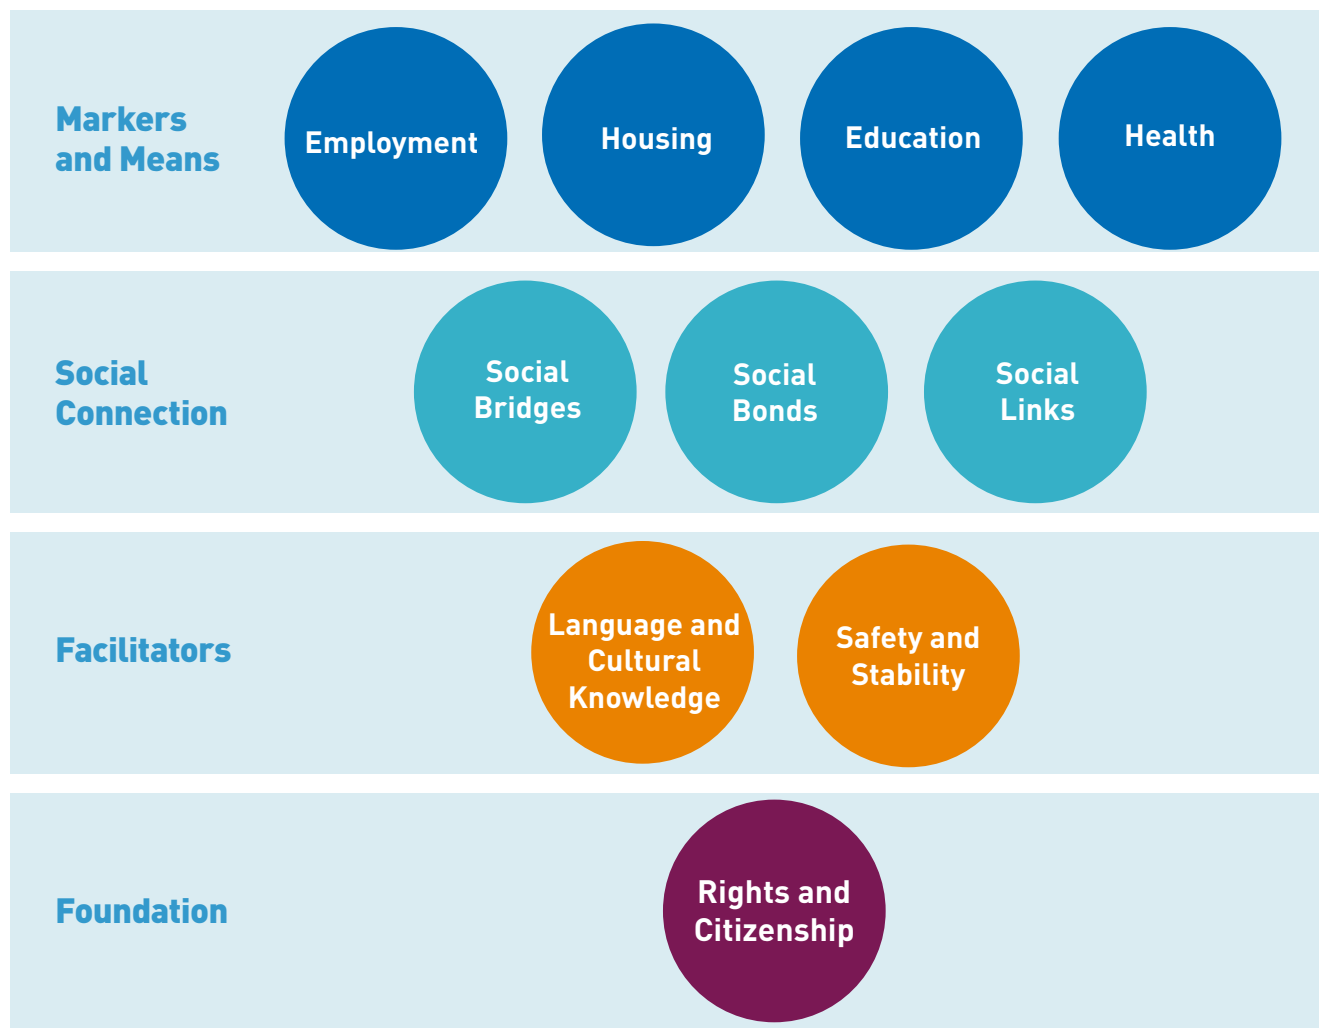 Markers
and Means
Employment
Housing
Education
Health
Social
Connection
Social
Bridges
Social
Bonds
Social
Links
Facilitators
Language and
Cultural
Knowledge
Safety and
Stability
Foundation
Rights and
Citizenship